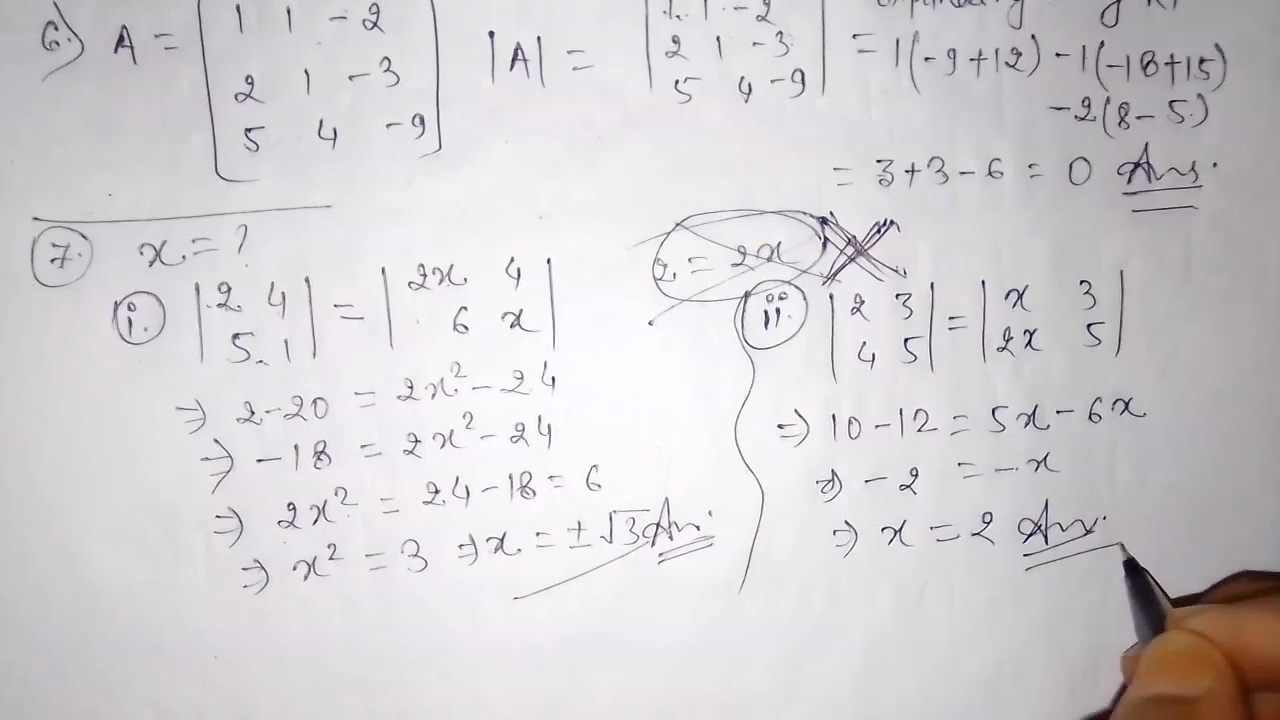 6.) A = [1 1 -2
2 1 -3
5 4 -9]
|A| = |1 1 -2
2 1 -3
5 4 -9|
= 1(-9+12) -1(-18+15)
-2(8-5)
= 3+3-6 = 0 Ans.
7. x = ?
i. |2 4| = |2x 4|
|5 1| |6 x|
⇒ 2-20 = 2x²-24
⇒ -18 = 2x²-24
⇒ 2x² = 24-18 = 6
⇒ x² = 3 ⇒ x = ±√3 Ans.
2 = 2x
ii. |2 3| = |x 3|
|4 5| |2x 5|
⇒ 10-12 = 5x-6x
⇒ -2 = -x
⇒ x = 2 Ans.